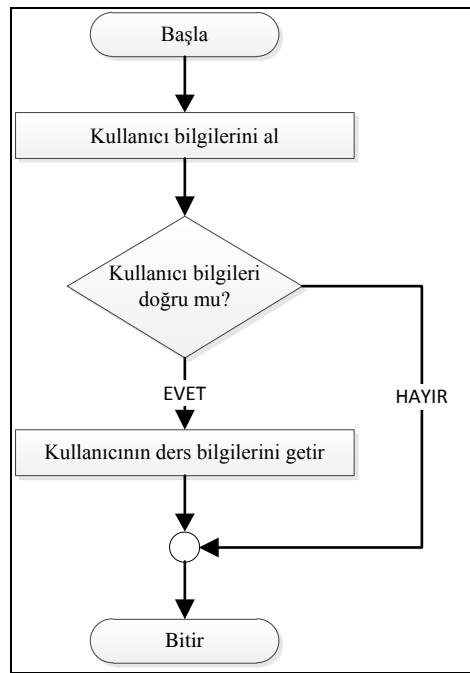 Başla
Kullanıcı bilgilerini al
Kullanıcı bilgileri
doğru mu?
EVET
HAYIR
Kullanıcının ders bilgilerini getir
Bitir